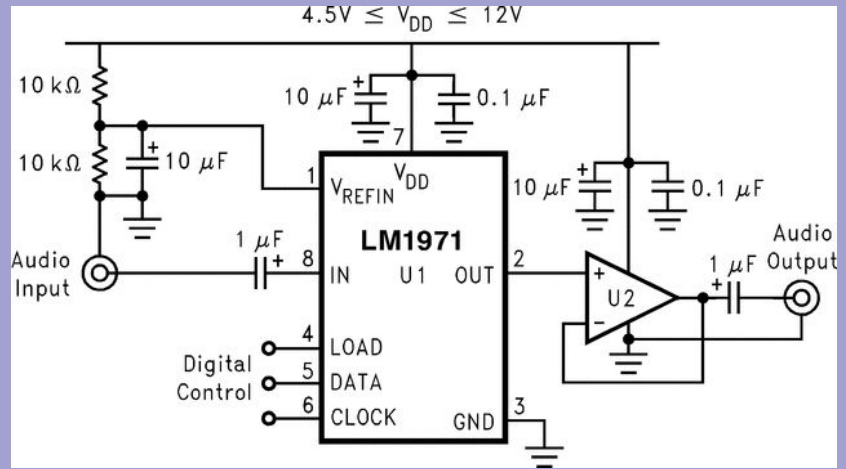 4.5V ≤ VDD ≤ 12V
10 kΩ
10 μF
+
0.1 μF
7
10 kΩ
+
10 μF
1
VREFIN
VDD
10 μF
+
0.1 μF
LM1971
Audio
Input
1 μF
+
8
IN
U1
OUT
2
+
−
U2
1 μF
+
Audio
Output
Digital
Control
4
LOAD
5
DATA
6
CLOCK
GND
3